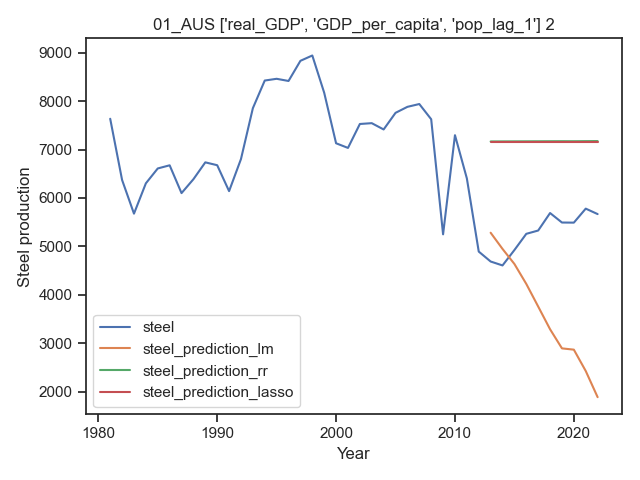 01_AUS ['real_GDP', 'GDP_per_capita', 'pop_lag_1'] 2
9000
8000
7000
6000
5000
4000
3000
2000
Steel production
steel
steel_prediction_lm
steel_prediction_rr
steel_prediction_lasso
1980
1990
2000
2010
2020
Year